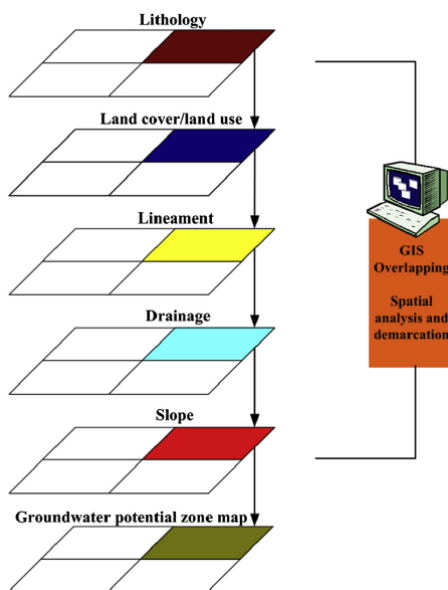 Lithology
Land cover/land use
Lineament
Drainage
Slope
Groundwater potential zone map
GIS
Overlapping
Spatial
analysis and
demarcation